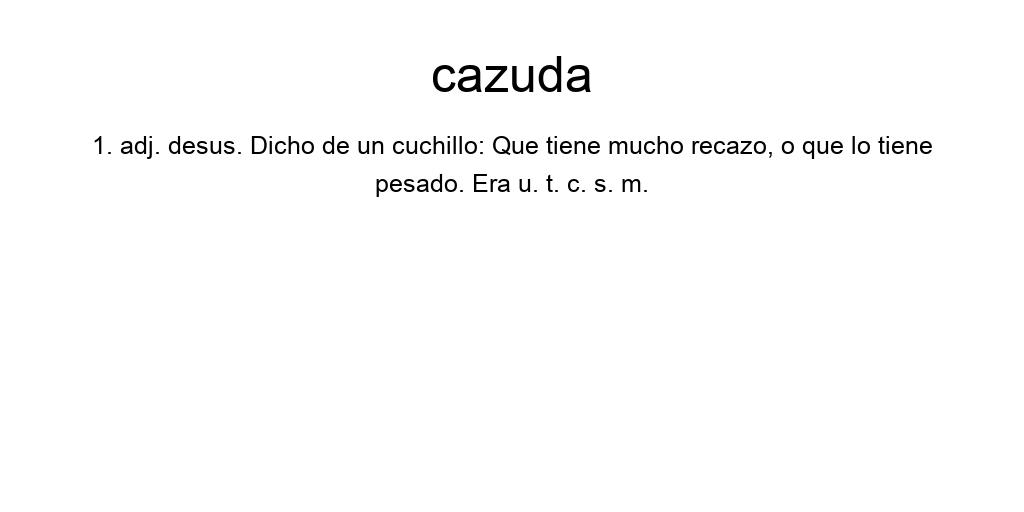 cazuda
1. adj. desus. Dicho de un cuchillo: Que tiene mucho recazo, o que lo tiene
pesado. Era u. t. c. s. m.